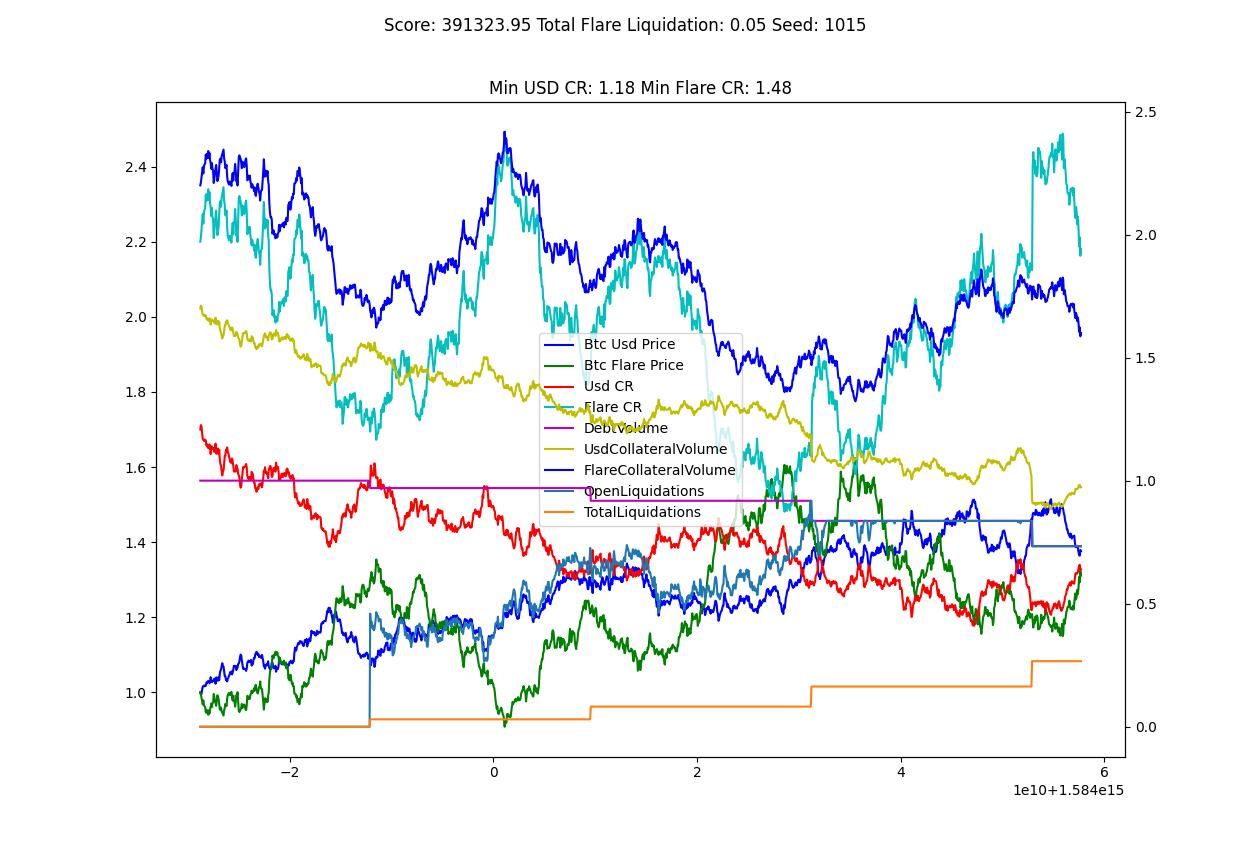 Score: 391323.95 Total Flare Liquidation: 0.05 Seed: 1015
Min USD CR: 1.18 Min Flare CR: 1.48
2.4
2.2
2.0
1.8
1.6
1.4
1.2
1.0
2.5
2.0
1.5
1.0
0.5
0.0
Btc Usd Price
Btc Flare Price
Usd CR
Flare CR
DebtVolume
UsdCollateralVolume
FlareCollateralVolume
OpenLiquidations
TotalLiquidations
−2
0
2
4
6
1e10+1.584e15